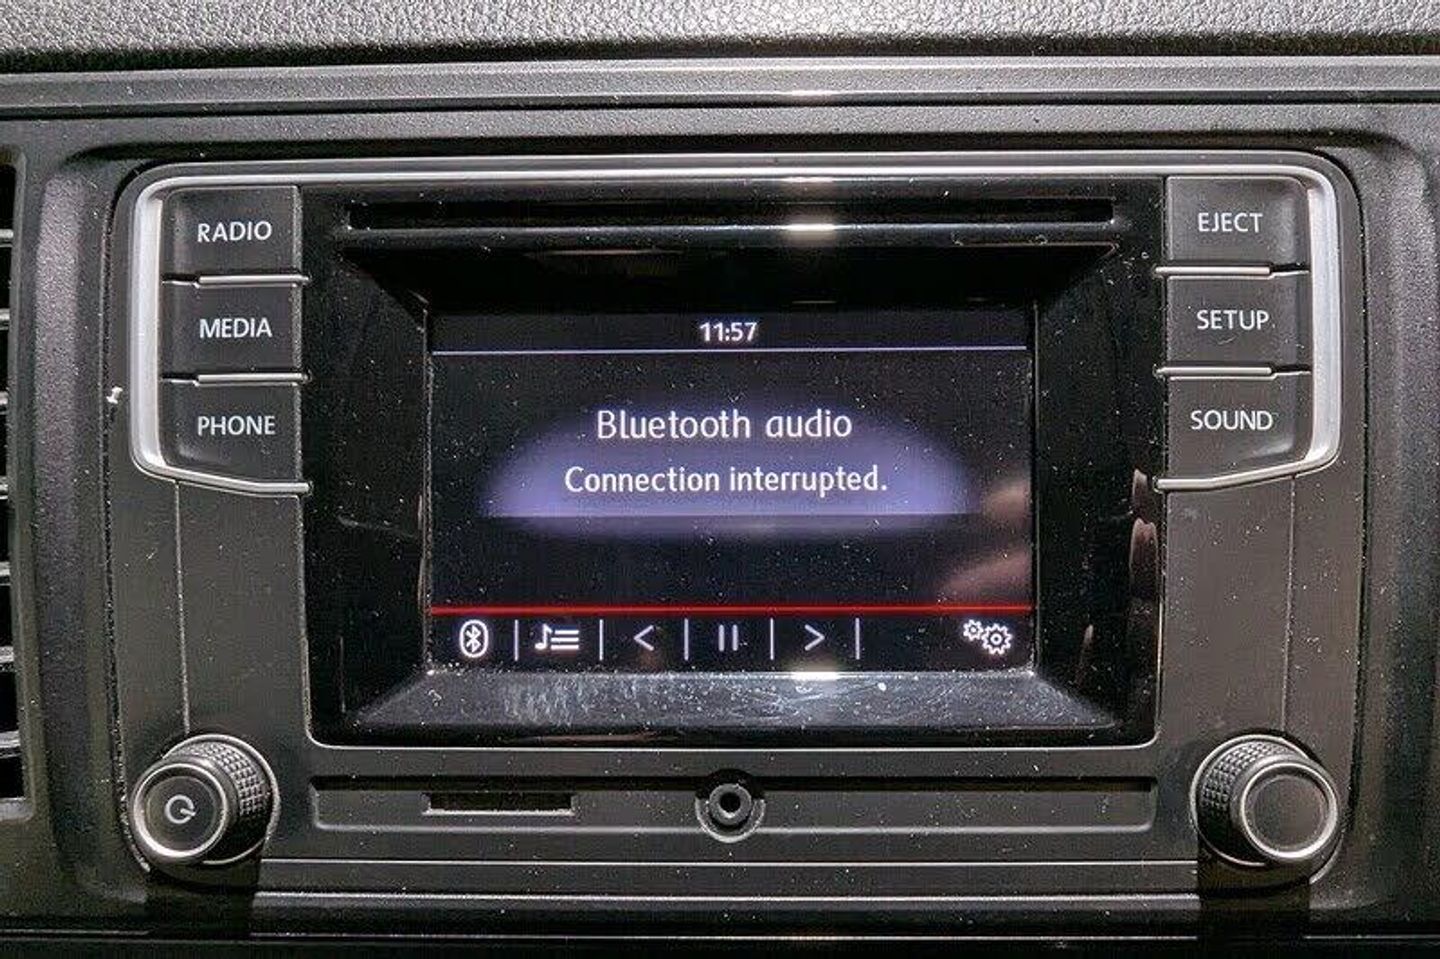 RADIO
MEDIA
PHONE
11:57
Bluetooth audio
Connection interrupted.
EJECT
SETUP
SOUND